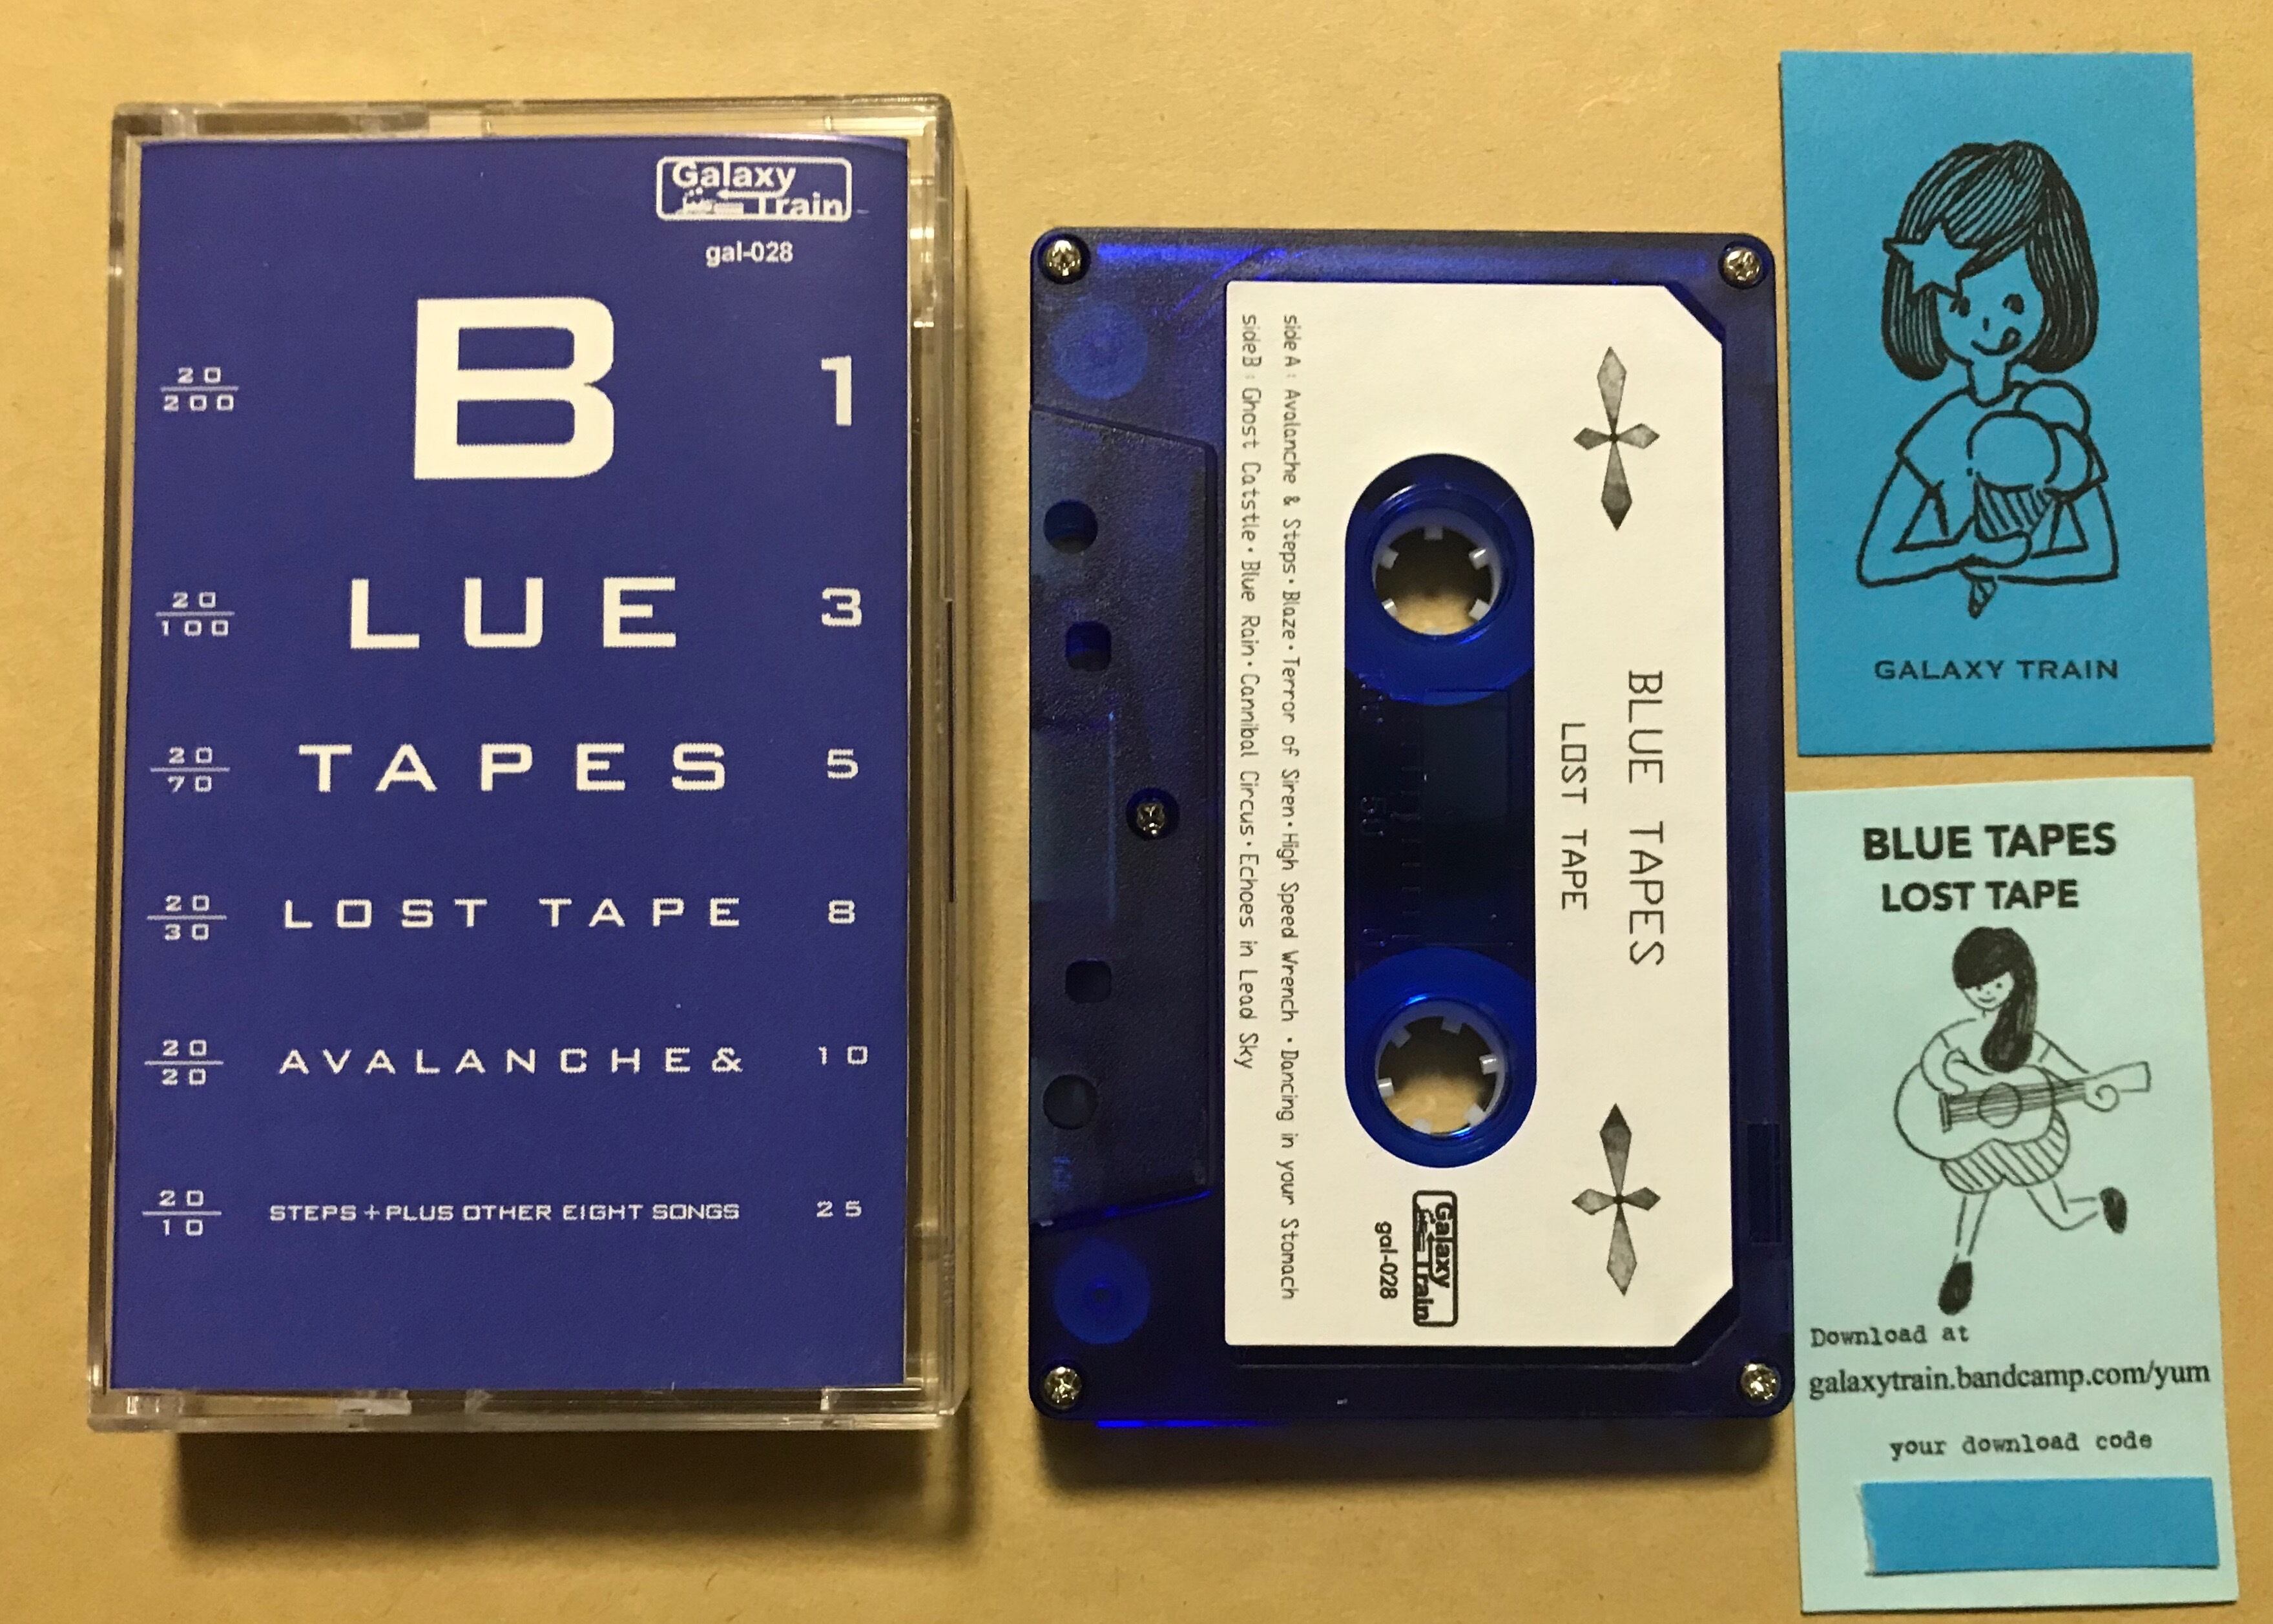 Galaxy
Train
gal-028
20
200
B
1
20
100
LUE
3
20
70
TAPES
5
20
30
LOST TAPE
8
20
20
AVALANCHE&
10
20
10
STEPS+PLUS OTHER EIGHT SONGS
25
BLUE TAPES
LOST TAPE
Galaxy
Train
gal-028
side A : Avalanche & Steps・Blaze・Terror of Siren・High Speed Wrench ・Dancing in your Stomach
side B : Ghost Catstle・Blue Rain・Cannibal Circus・Echoes in Lead Sky
GALAXY TRAIN
BLUE TAPES
LOST TAPE
Download at
galaxytrain.bandcamp.com/yum
your download code